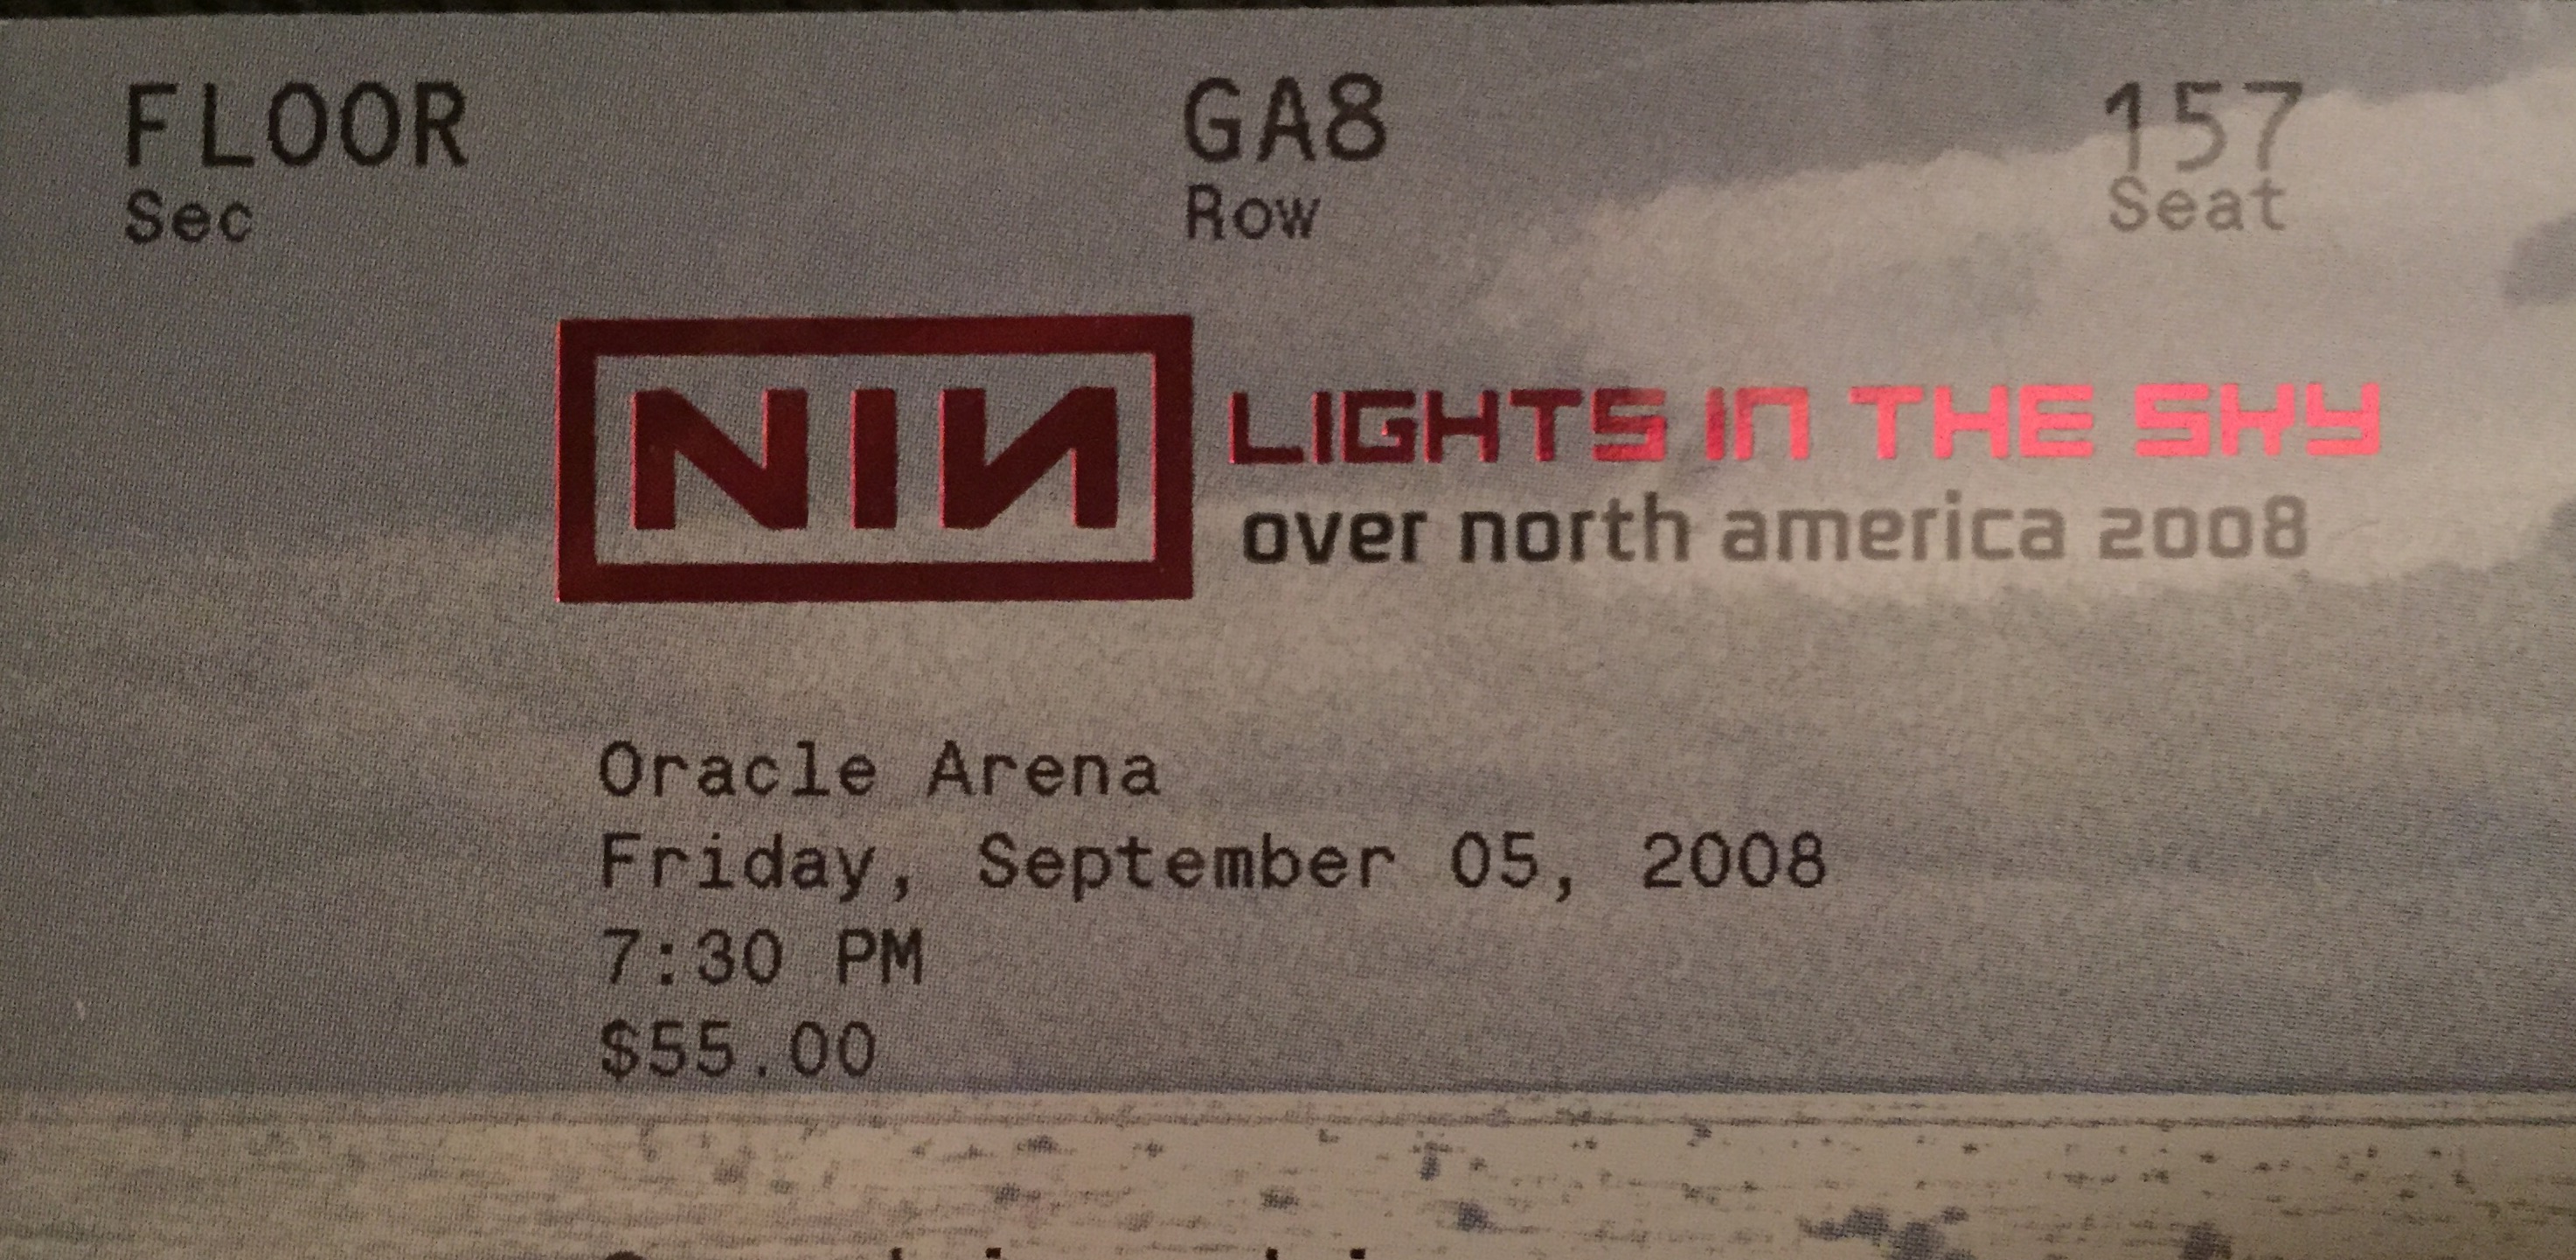 FLOOR GA8 157
Sec Row Seat
NIN LIGHTS IN THE SKY
over north america 2008
Oracle Arena
Friday, September 05, 2008
7:30 PM
$55.00